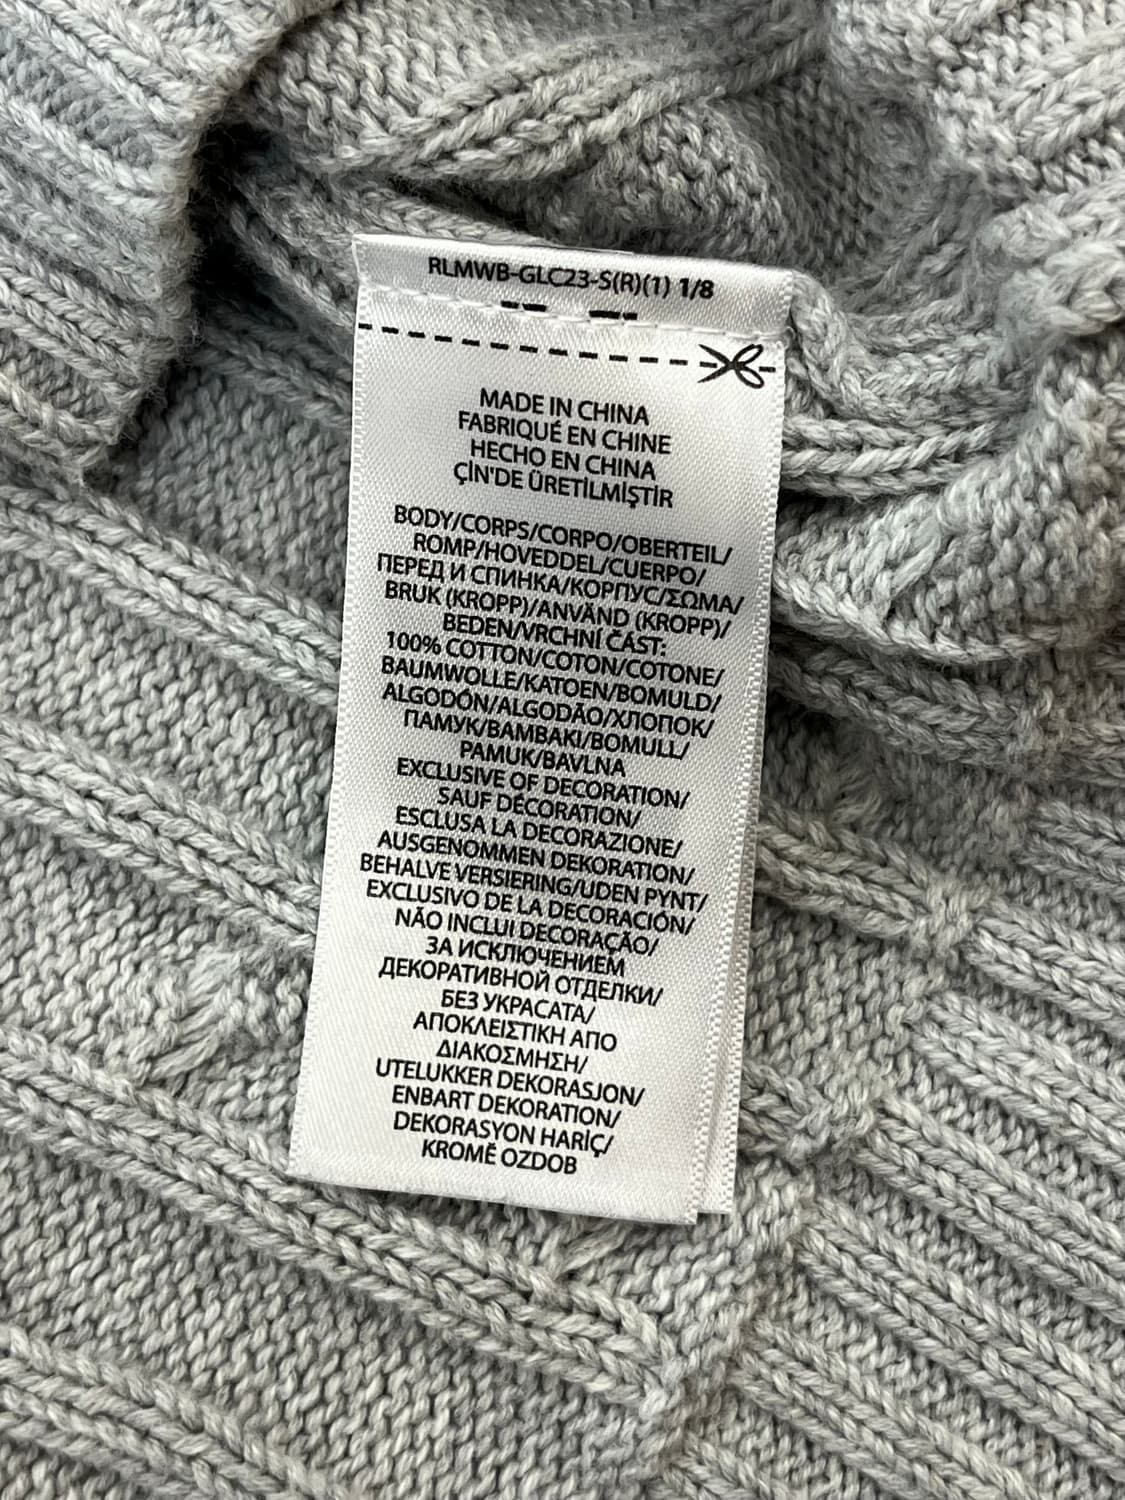 RLMWB-GLC23-S(R)(1) 1/8
MADE IN CHINA
FABRIQUÉ EN CHINE
HECHO EN CHINA
ÇİN'DE ÜRETİLMİŞTİR
BODY/CORPS/CORPO/OBERTEIL/
ROMP/HOVEDDEL/CUERPO/
ПЕРЕД И СПИНКА/КОРПУС/ΣΩΜΑ/
BRUK (KROPP)/ANVÄND (KROPP)/
BEDEN/VRCHNÍ ČÁST:
100% COTTON/COTON/COTONE/
BAUMWOLLE/KATOEN/BOMULD/
ALGODÓN/ALGODÃO/ХЛОПОК/
ПАМУК/ΒΑΜΒΑΚΙ/BOMULL/
PAMUK/BAVLNA
EXCLUSIVE OF DECORATION/
SAUF DÉCORATION/
ESCLUSA LA DECORAZIONE/
AUSGENOMMEN DEKORATION/
BEHALVE VERSIERING/UDEN PYNT/
EXCLUSIVO DE LA DECORACIÓN/
NÃO INCLUI DECORAÇÃO/
ЗА ИСКЛЮЧЕНИЕМ
ДЕКОРАТИВНОЙ ОТДЕЛКИ/
БЕЗ УКРАСАТА/
ΑΠΟΚΛΕΙΣΤΙΚΗ ΑΠΟ
ΔΙΑΚΟΣΜΗΣΗ/
UTELUKKER DEKORASJON/
ENBART DEKORATION/
DEKORASYON HARİÇ/
KROMĚ OZDOB